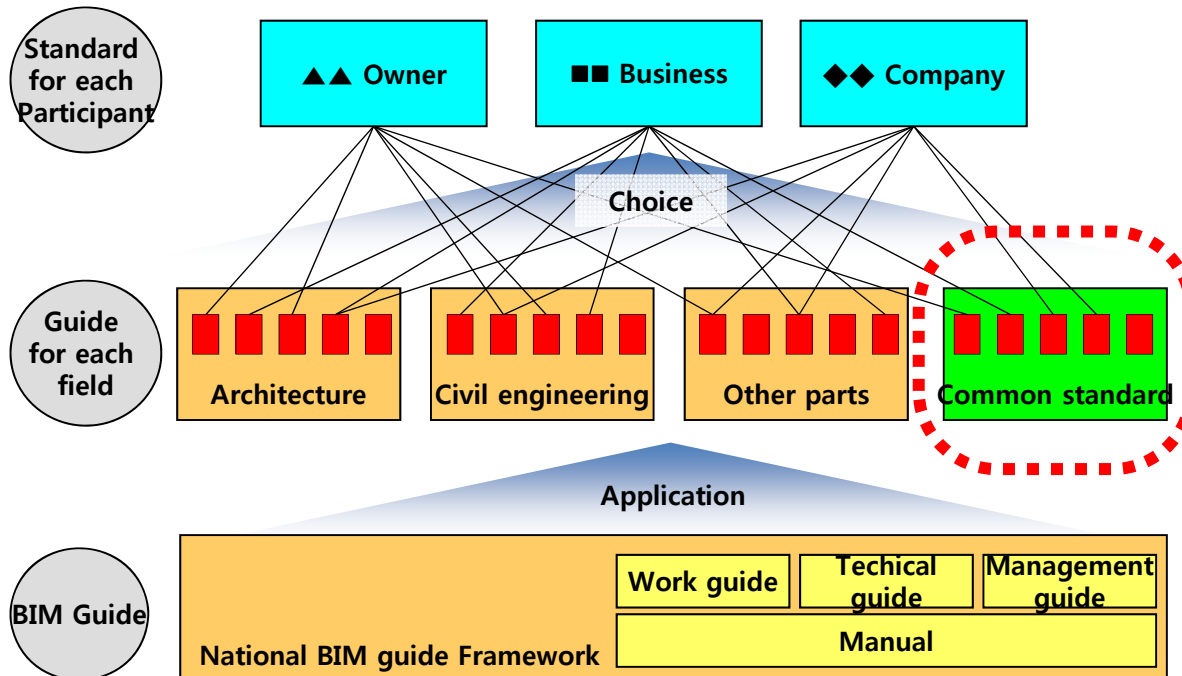 Standard
for each
Participant
▲▲ Owner
■■ Business
◆◆ Company
Choice
Guide
for each
field
Architecture
Civil engineering
Other parts
Common standard
Application
BIM Guide
National BIM guide Framework
Work guide
Techical
guide
Management
guide
Manual